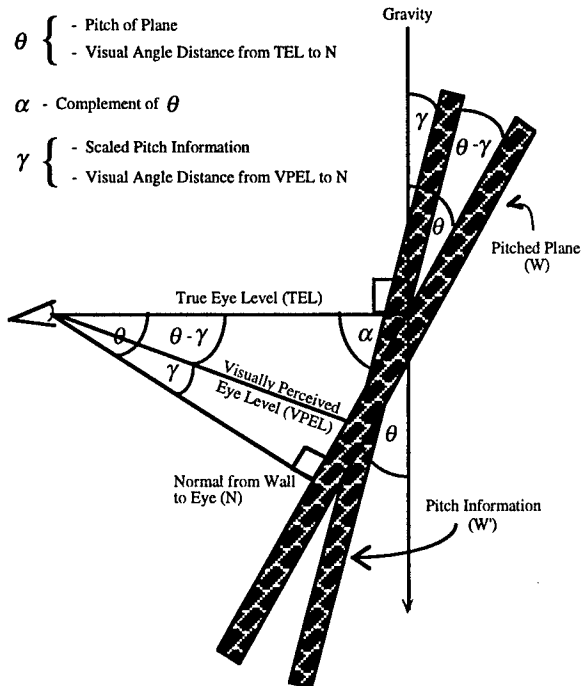 Gravity
θ { - Pitch of Plane
- Visual Angle Distance from TEL to N
α - Complement of θ
γ { - Scaled Pitch Information
- Visual Angle Distance from VPEL to N
γ
θ-γ
θ
Pitched Plane
(W)
True Eye Level (TEL)
θ
θ-γ
α
γ
Visually Perceived
Eye Level (VPEL)
θ
Normal from Wall
to Eye (N)
Pitch Information
(W')